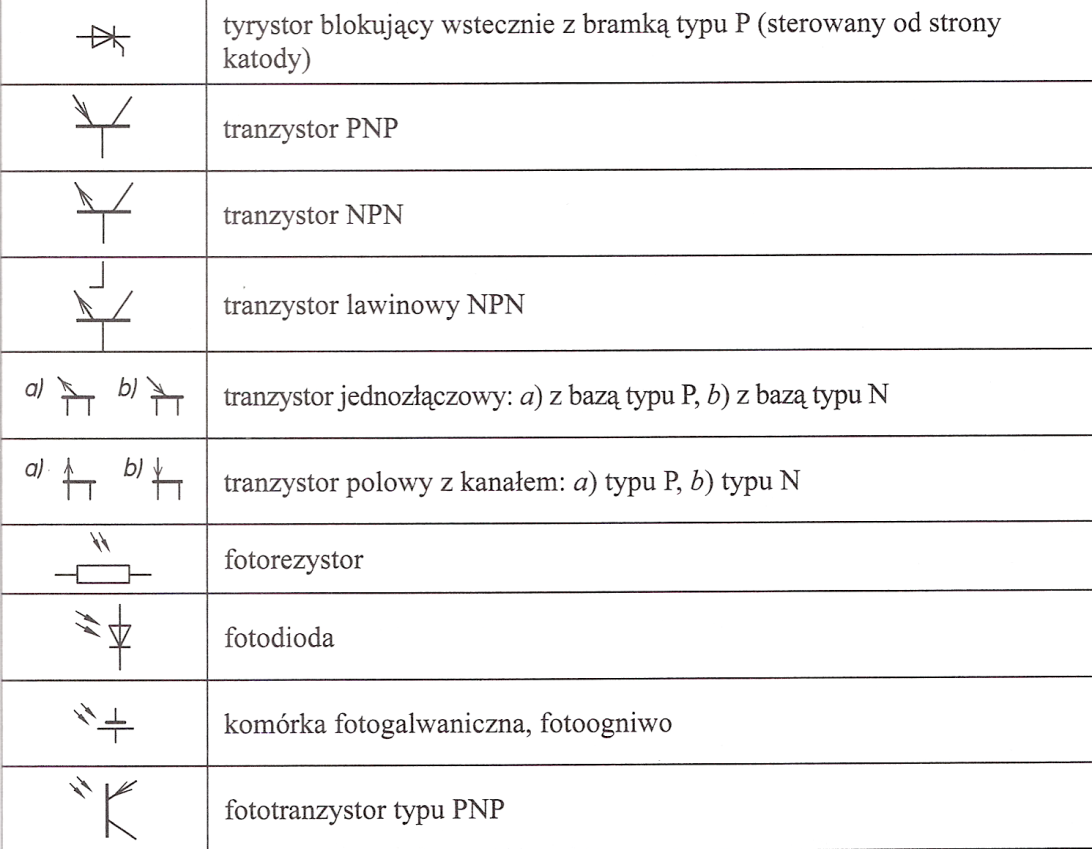 tyrystor blokujący wstecznie z bramką typu P (sterowany od strony
katody)
tranzystor PNP
tranzystor NPN
tranzystor lawinowy NPN
a) b) tranzystor jednozłączowy: a) z bazą typu P, b) z bazą typu N
a) b) tranzystor polowy z kanałem: a) typu P, b) typu N
fotorezystor
fotodioda
komórka fotogalwaniczna, fotoogniwo
fototranzystor typu PNP